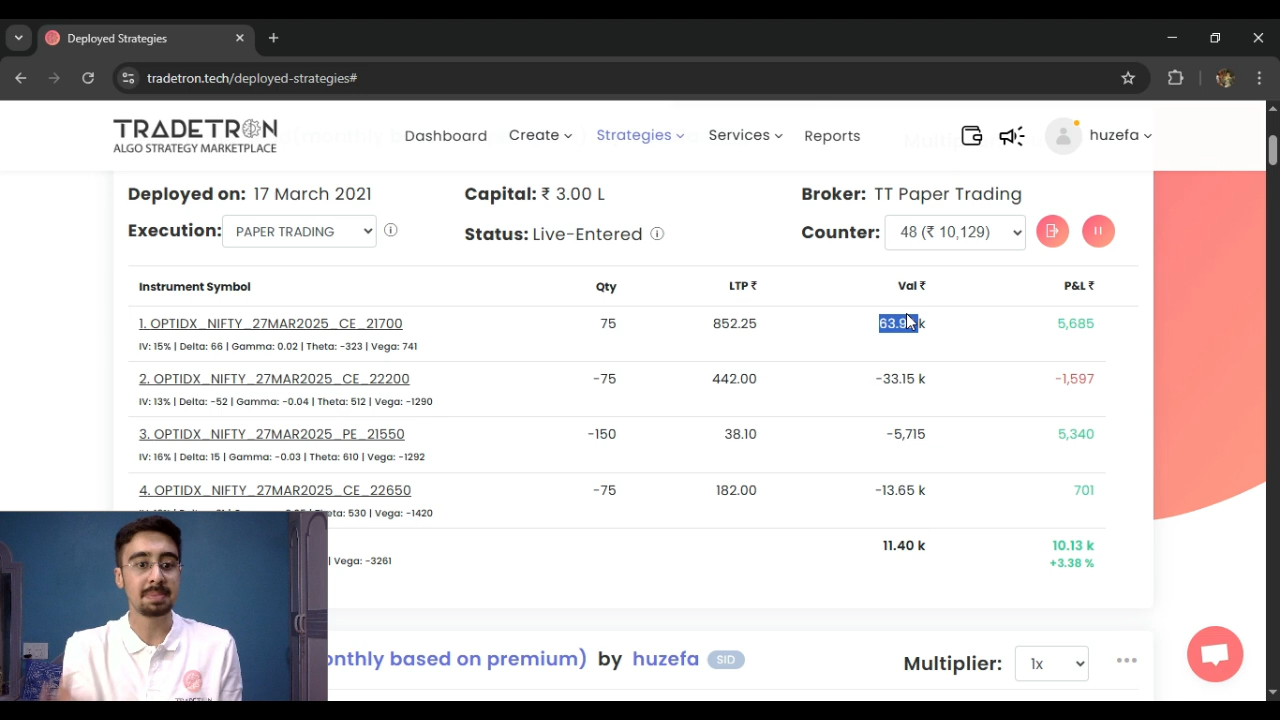 Deployed Strategies
tradetron.tech/deployed-strategies#
TRADETRON
ALGO STRATEGY MARKETPLACE
Dashboard Create Strategies Services Reports huzefa
Deployed on: 17 March 2021 Capital: ₹ 3.00 L Broker: TT Paper Trading
Execution: PAPER TRADING Status: Live-Entered Counter: 48 (₹ 10,129)
Instrument Symbol Qty LTP ₹ Val ₹ P&L ₹
1. OPTIDX_NIFTY_27MAR2025_CE_21700 75 852.25 k 5,685
IV: 15% | Delta: 66 | Gamma: 0.02 | Theta: -323 | Vega: 741
2. OPTIDX_NIFTY_27MAR2025_CE_22200 -75 442.00 -33.15 k -1,597
IV: 13% | Delta: -52 | Gamma: -0.04 | Theta: 512 | Vega: -1290
3. OPTIDX_NIFTY_27MAR2025_PE_21550 -150 38.10 -5,715 5,340
IV: 16% | Delta: 15 | Gamma: -0.03 | Theta: 610 | Vega: -1292
4. OPTIDX_NIFTY_27MAR2025_CE_22650 -75 182.00 -13.65 k 701
530 | Vega: -1420
| Vega: -3261 11.40 k 10.13 k
+3.38 %
based on premium) by huzefa SID Multiplier: 1x